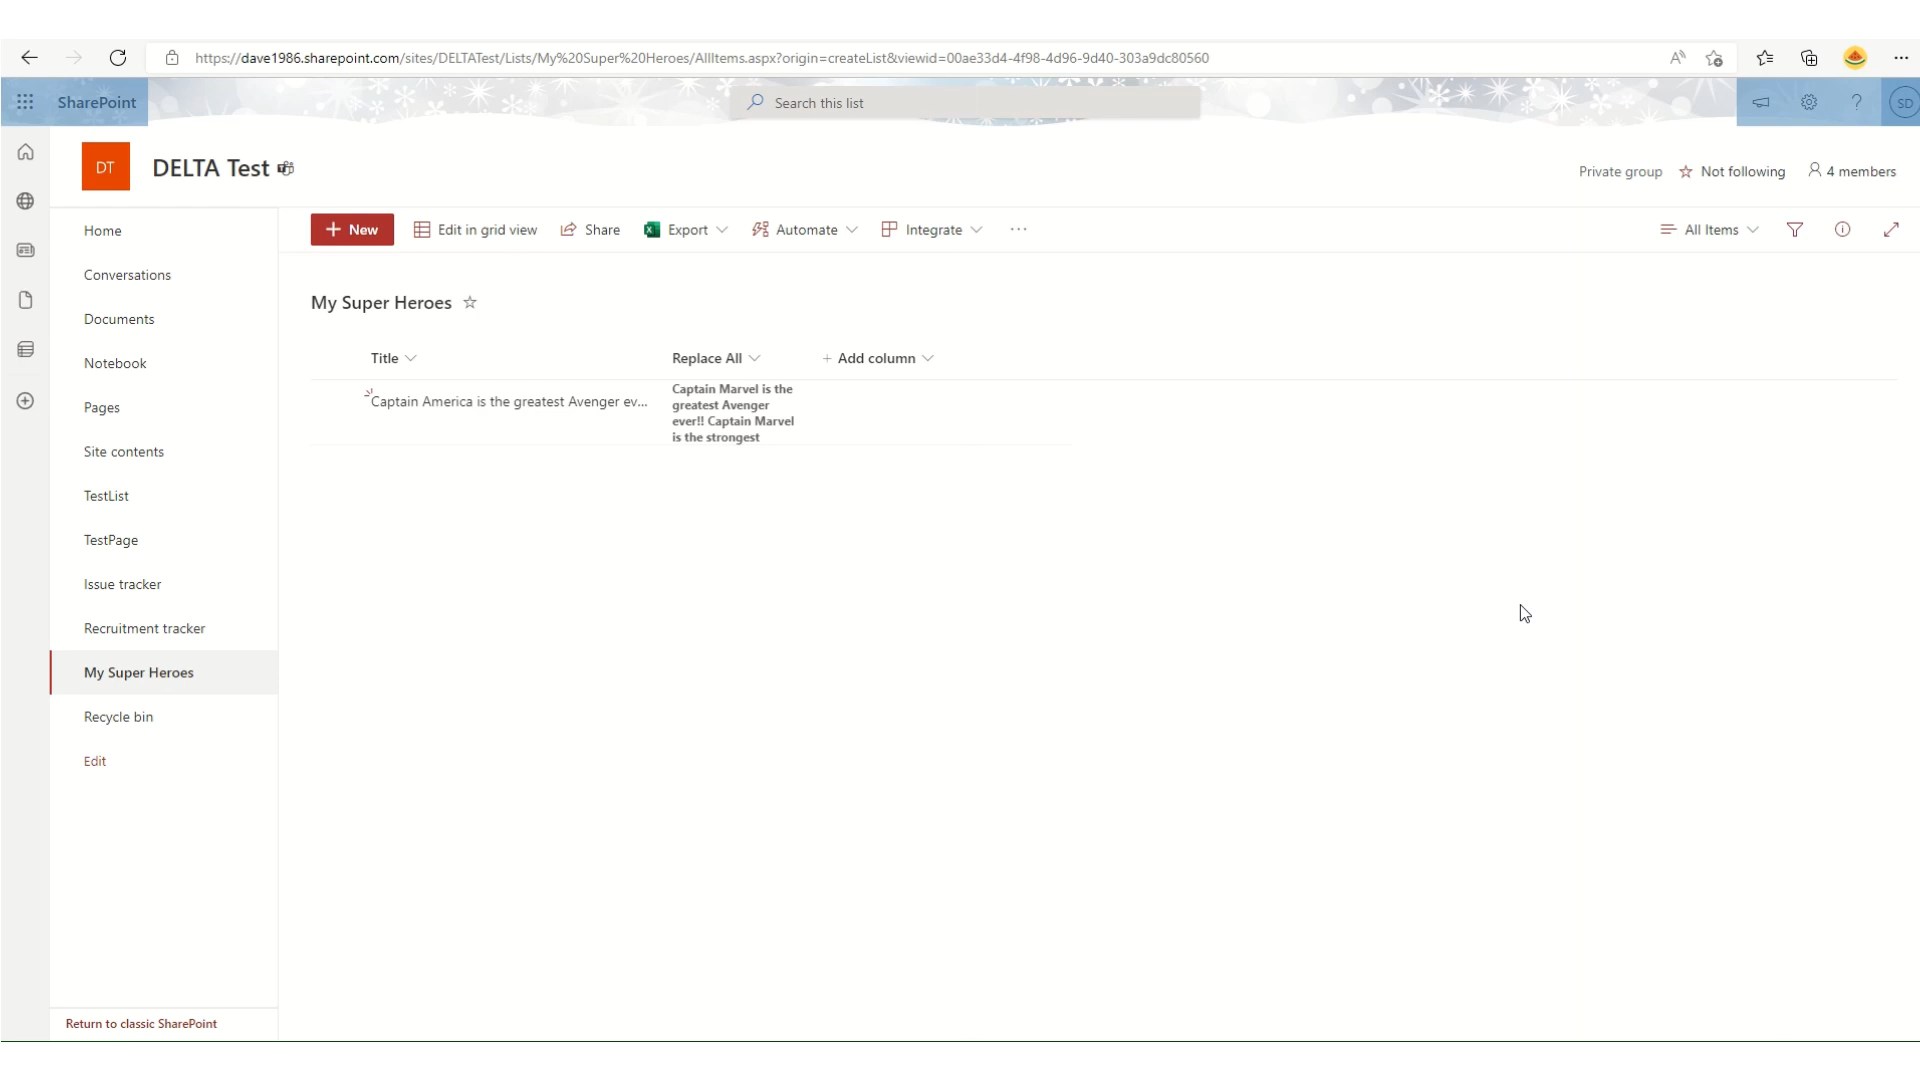 https://dave1986.sharepoint.com/sites/DELTATest/Lists/My%20Super%20Heroes/AllItems.aspx?origin=createList&viewid=00ae33d4-4f98-4d96-9d40-303a9dc80560
SharePoint
Search this list
SD
DT
DELTA Test
Private group
Not following
4 members
Home
Conversations
Documents
Notebook
Pages
Site contents
TestList
TestPage
Issue tracker
Recruitment tracker
My Super Heroes
Recycle bin
Edit
Return to classic SharePoint
+ New
Edit in grid view
Share
Export
Automate
Integrate
...
All Items
My Super Heroes
Title
Replace All
+ Add column
Captain America is the greatest Avenger ev...
Captain Marvel is the
greatest Avenger
ever!! Captain Marvel
is the strongest